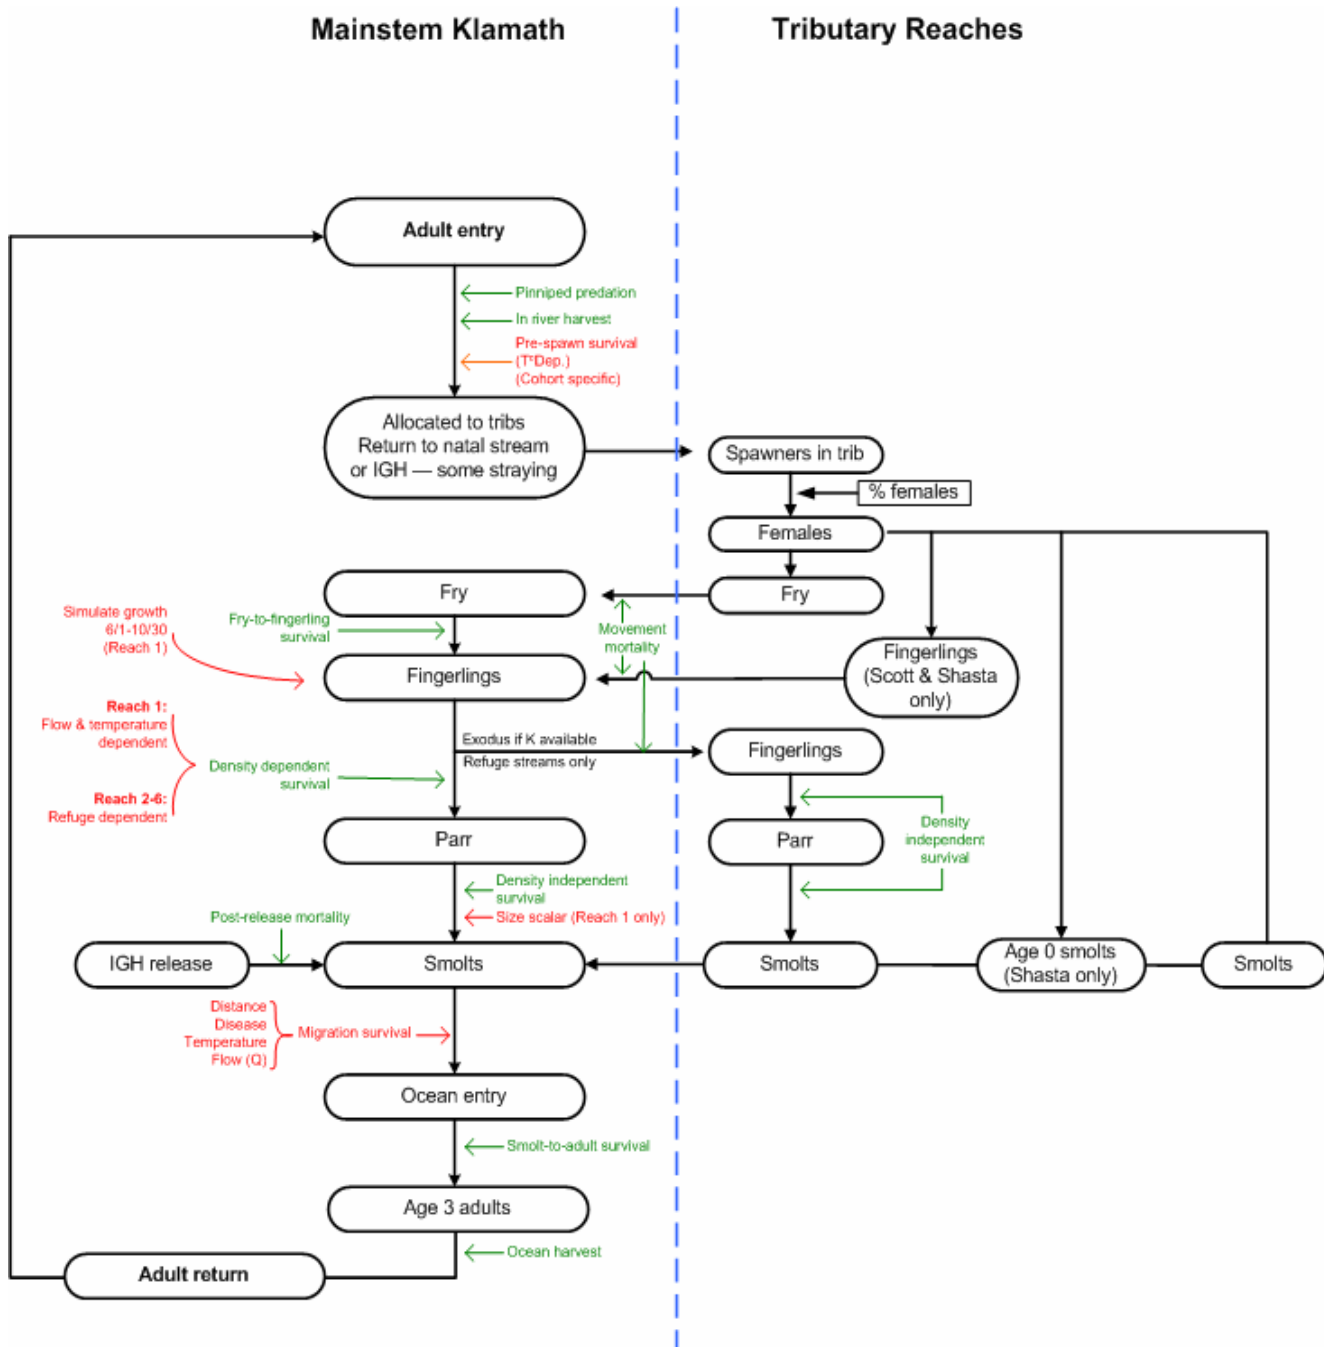 Mainstem Klamath
Tributary Reaches
Adult entry
Pinniped predation
In river harvest
Pre-spawn survival
(TºDep.)
(Cohort specific)
Allocated to tribs
Return to natal stream
or IGH — some straying
Spawners in trib
% females
Females
Fry
Fry
Simulate growth
6/1-10/30
(Reach 1)
Fry-to-fingerling
survival
Movement
mortality
Fingerlings
Fingerlings
(Scott & Shasta
only)
Reach 1:
Flow & temperature
dependent
Reach 2-6:
Refuge dependent
Density dependent
survival
Exodus if K available
Refuge streams only
Fingerlings
Parr
Parr
Density
independent
survival
Density independent
survival
Size scalar (Reach 1 only)
Post-release mortality
IGH release
Smolts
Smolts
Age 0 smolts
(Shasta only)
Smolts
Distance
Disease
Temperature
Flow (Q)
Migration survival
Ocean entry
Smolt-to-adult survival
Age 3 adults
Ocean harvest
Adult return